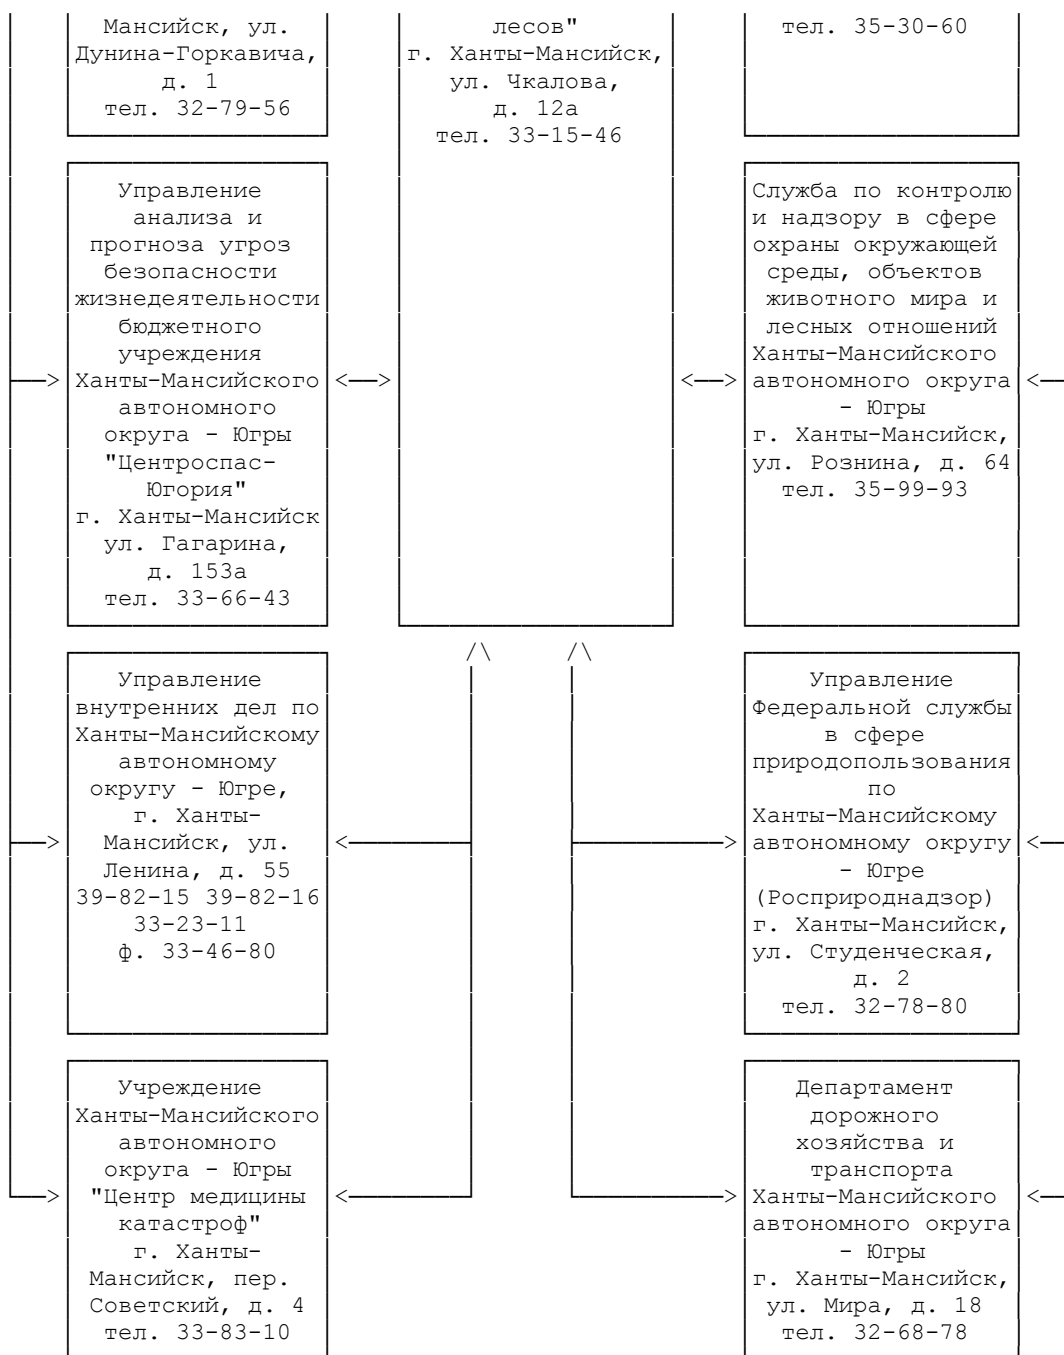 Мансийск, ул.
Дунина-Горкавича,
д. 1
тел. 32-79-56
лесов"
г. Ханты-Мансийск,
ул. Чкалова,
д. 12а
тел. 33-15-46
тел. 35-30-60
Управление
анализа и
прогноза угроз
безопасности
жизнедеятельности
бюджетного
учреждения
Ханты-Мансийского
автономного
округа - Югры
"Центроспас-
Югория"
г. Ханты-Мансийск
ул. Гагарина,
д. 153а
тел. 33-66-43
Служба по контролю
и надзору в сфере
охраны окружающей
среды, объектов
животного мира и
лесных отношений
Ханты-Мансийского
автономного округа
- Югры
г. Ханты-Мансийск,
ул. Рознина, д. 64
тел. 35-99-93
Управление
внутренних дел по
Ханты-Мансийскому
автономному
округу - Югре,
г. Ханты-
Мансийск, ул.
Ленина, д. 55
39-82-15 39-82-16
33-23-11
ф. 33-46-80
Управление
Федеральной службы
в сфере
природопользования
по
Ханты-Мансийскому
автономному округу
- Югре
(Росприроднадзор)
г. Ханты-Мансийск,
ул. Студенческая,
д. 2
тел. 32-78-80
Учреждение
Ханты-Мансийского
автономного
округа - Югры
"Центр медицины
катастроф"
г. Ханты-
Мансийск, пер.
Советский, д. 4
тел. 33-83-10
Департамент
дорожного
хозяйства и
транспорта
Ханты-Мансийского
автономного округа
- Югры
г. Ханты-Мансийск,
ул. Мира, д. 18
тел. 32-68-78